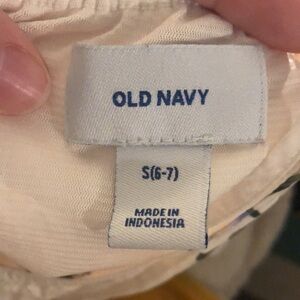 OLD NAVY
S(6-7)
MADE IN
INDONESIA